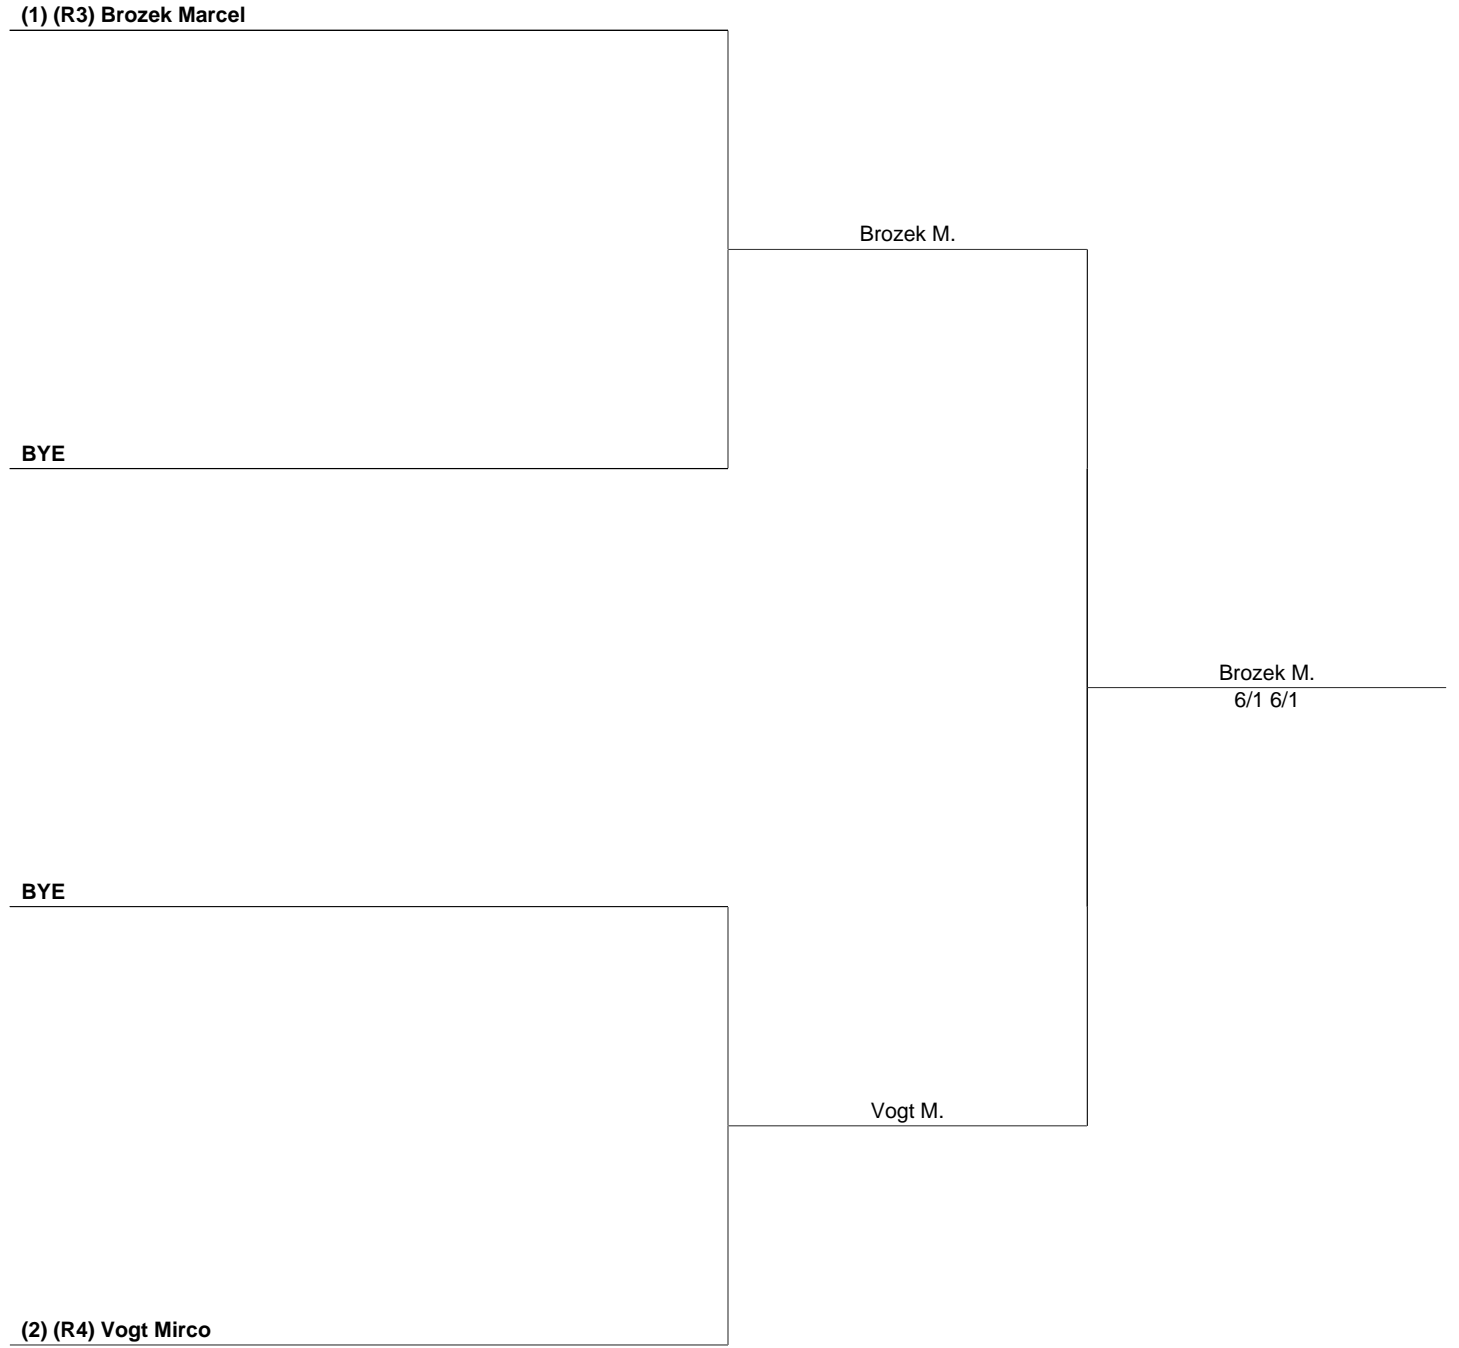 (1) (R3) Brozek Marcel
Brozek M.
BYE
Brozek M.
6/1 6/1
BYE
Vogt M.
(2) (R4) Vogt Mirco